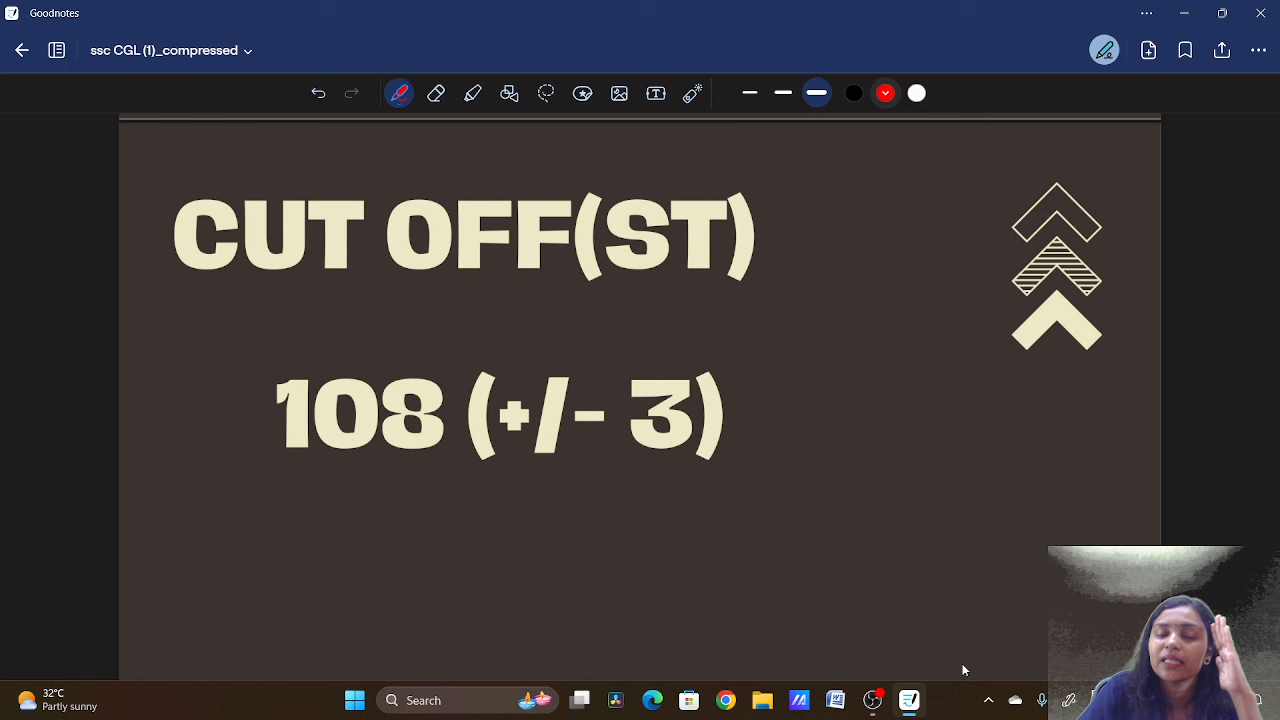 Goodnotes
ssc CGL (1)_compressed
CUT OFF(ST)
108 (+/- 3)
32°C
Partly sunny
Search